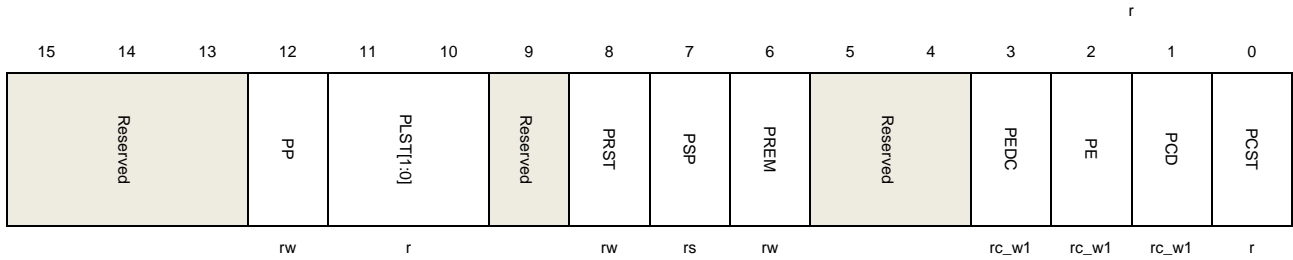 r
15 14 13 12 11 10 9 8 7 6 5 4 3 2 1 0
Reserved PP PLST[1:0] Reserved PRST PSP PREM Reserved PEDC PE PCD PCST
rw r rw rs rw rc_w1 rc_w1 rc_w1 r